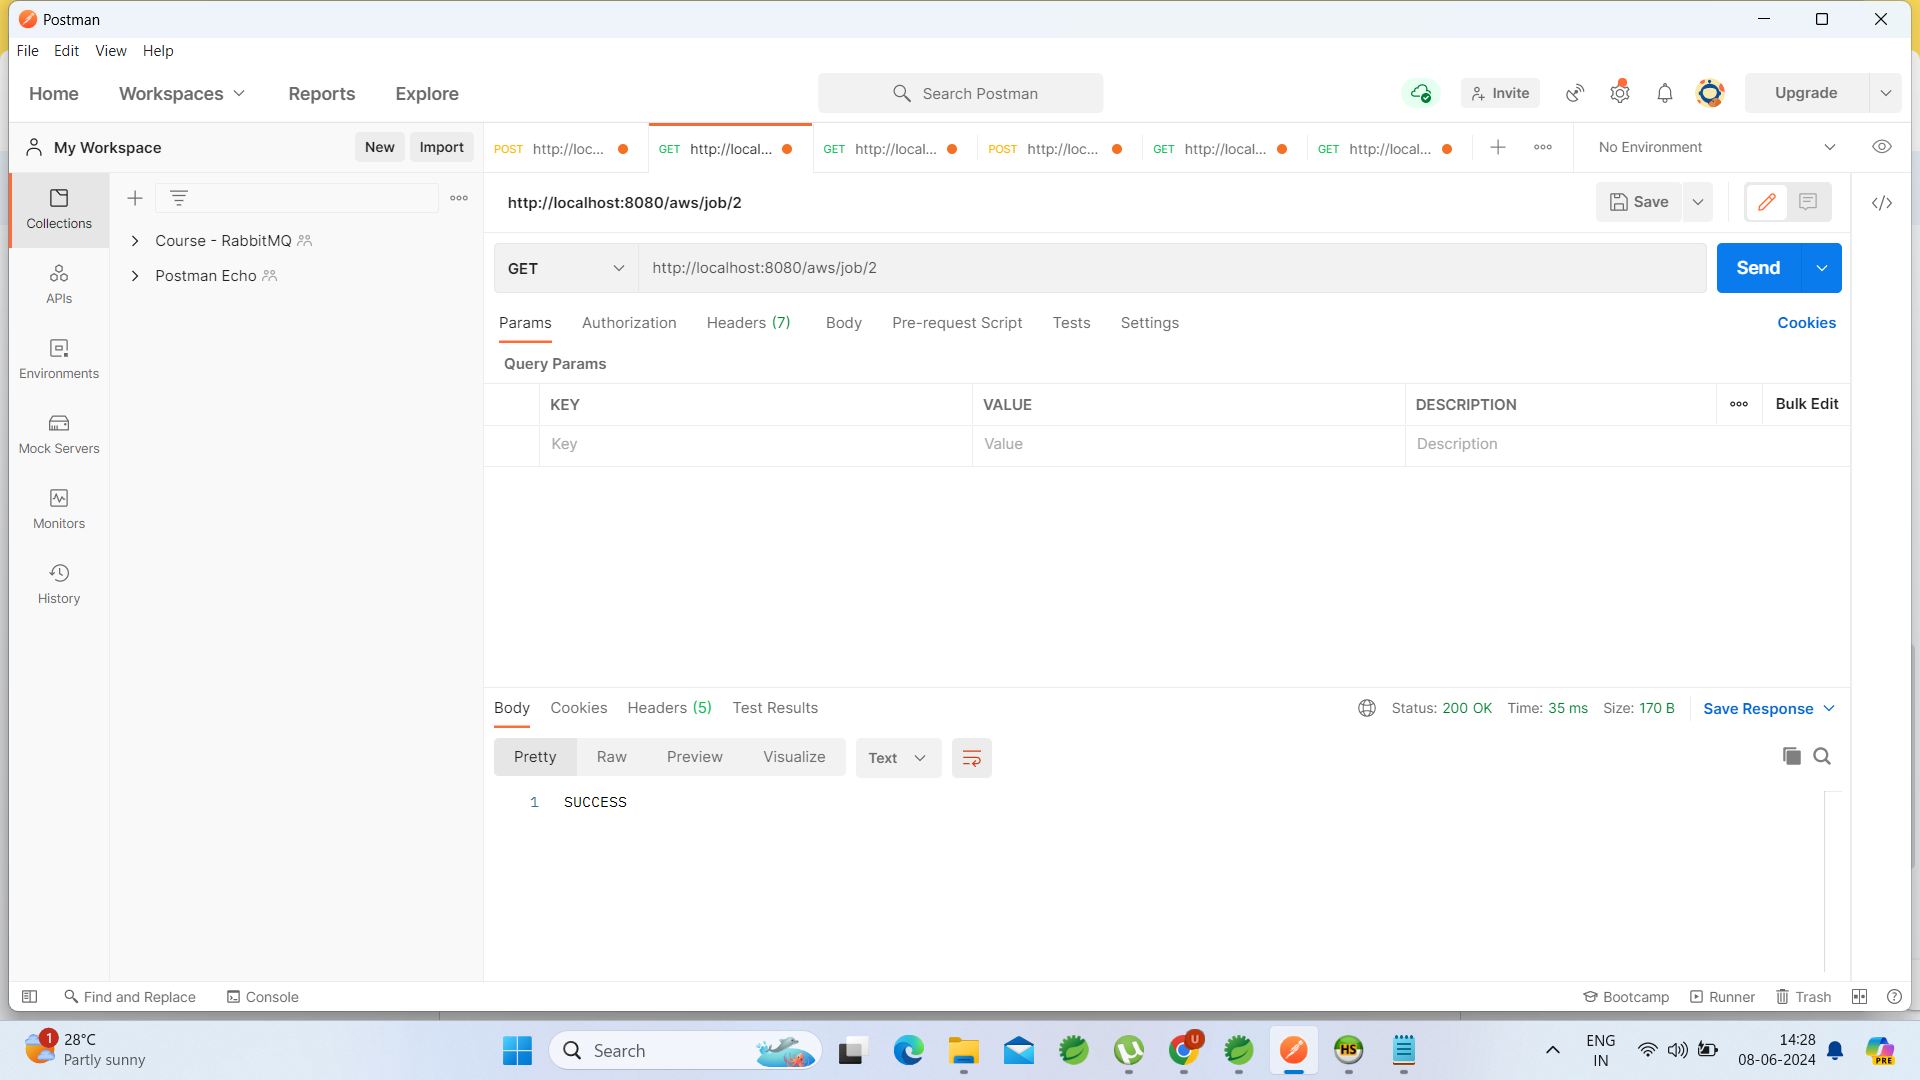 Postman
File Edit View Help
Home Workspaces Reports Explore Search Postman Invite Upgrade
My Workspace New Import POST http://loc... GET http://local... GET http://local... POST http://loc... GET http://local... GET http://local... No Environment
http://localhost:8080/aws/job/2 Save
Collections
Course - RabbitMQ
Postman Echo
APIs
Environments
Mock Servers
Monitors
History
GET http://localhost:8080/aws/job/2 Send
Params Authorization Headers (7) Body Pre-request Script Tests Settings Cookies
Query Params
KEY VALUE DESCRIPTION Bulk Edit
Key Value Description
Body Cookies Headers (5) Test Results Status: 200 OK Time: 35 ms Size: 170 B Save Response
Pretty Raw Preview Visualize Text
1 SUCCESS
Find and Replace Console Bootcamp Runner Trash
1 28°C
Partly sunny
Search
U
HS
ENG
IN
14:28
08-06-2024
PRE